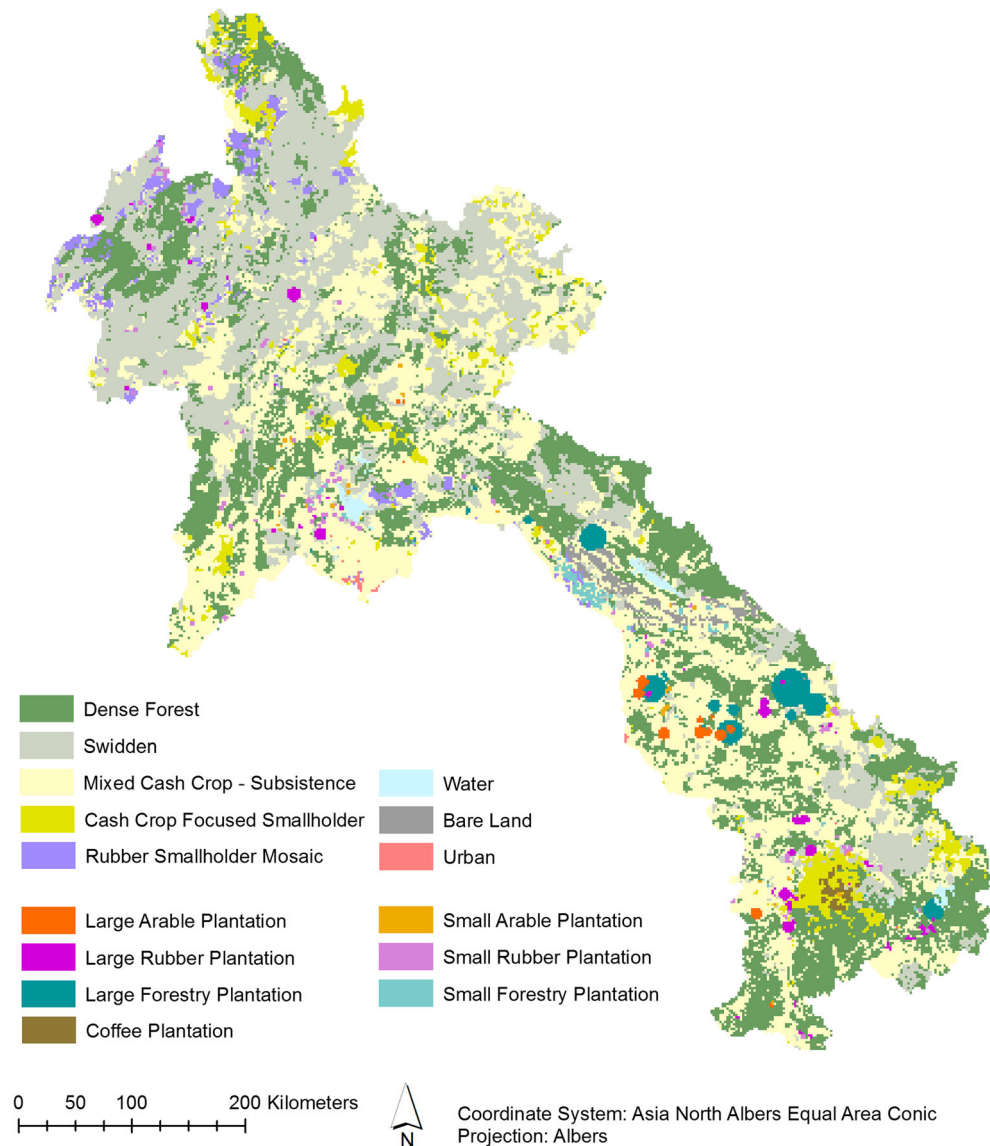 Dense Forest
Swidden
Mixed Cash Crop - Subsistence
Cash Crop Focused Smallholder
Rubber Smallholder Mosaic
Water
Bare Land
Urban
Large Arable Plantation
Large Rubber Plantation
Large Forestry Plantation
Coffee Plantation
Small Arable Plantation
Small Rubber Plantation
Small Forestry Plantation
0 50 100 200 Kilometers
N
Coordinate System: Asia North Albers Equal Area Conic
Projection: Albers